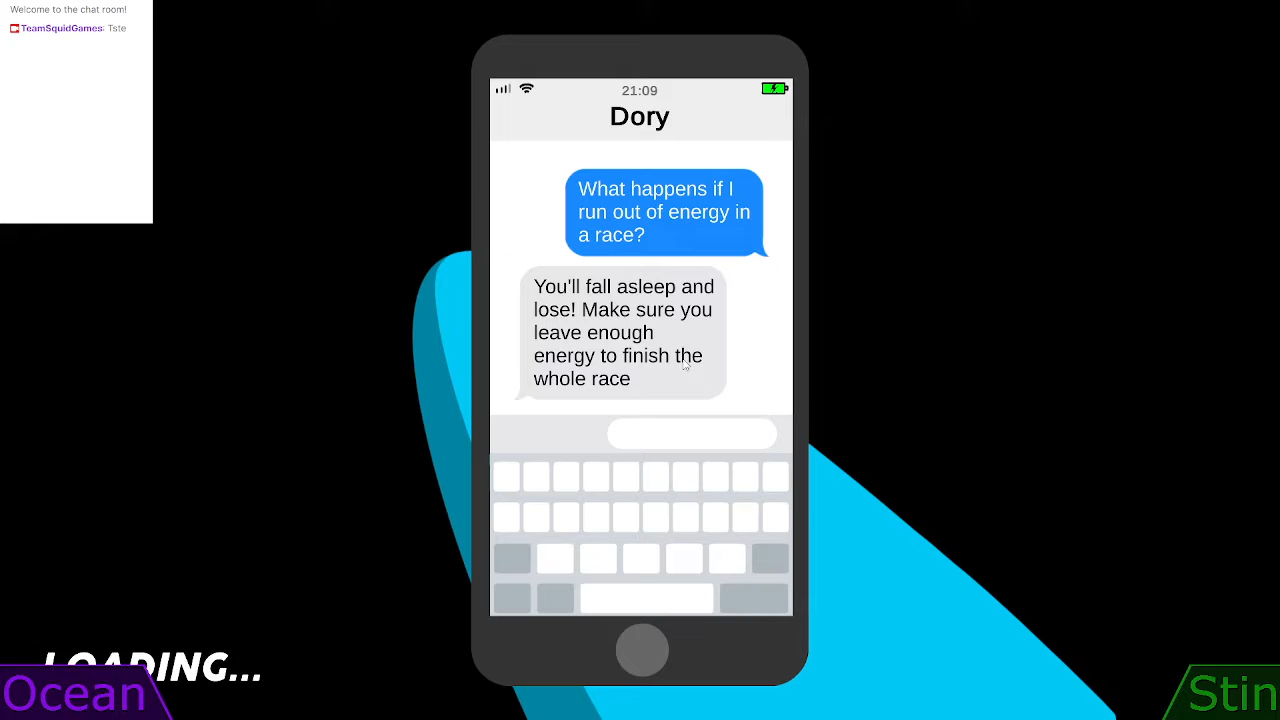 Welcome to the chat room!
TeamSquidGames: Tste
21:09
Dory
What happens if I
run out of energy in
a race?
You'll fall asleep and
lose! Make sure you
leave enough
energy to finish the
whole race
LOADING...
Ocean
Stin